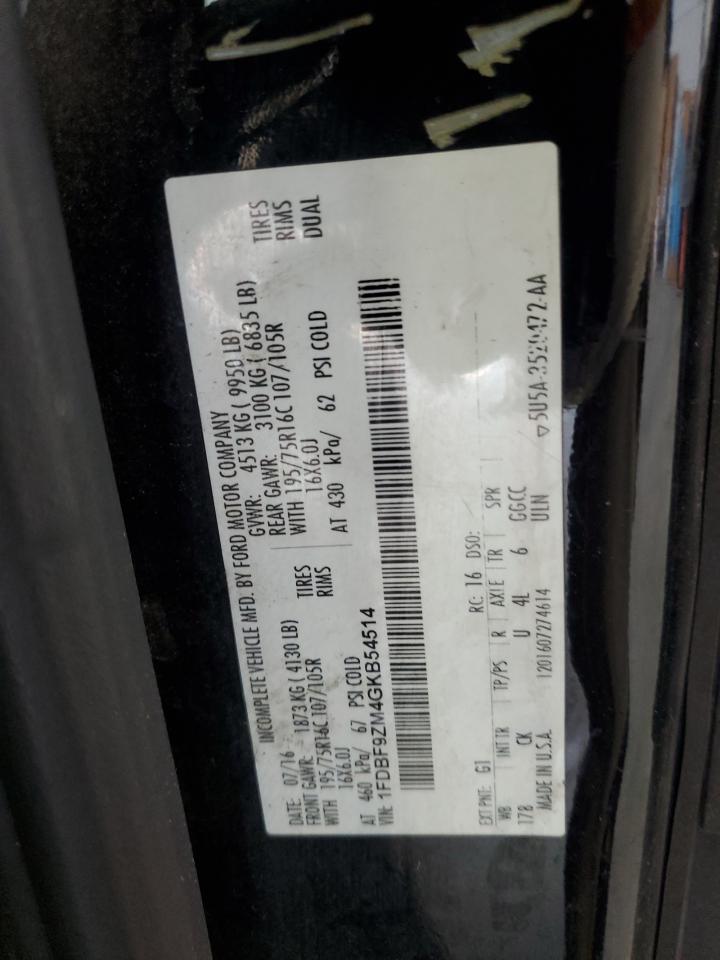 INCOMPLETE VEHICLE MFD. BY FORD MOTOR COMPANY
DATE: 07/16 GVWR: 4513 KG ( 9950 LB)
FRONT GAWR: 1873 KG ( 4130 LB) REAR GAWR: 3100 KG ( 6835 LB)
WITH 195/75R16C 107/105R TIRES WITH 195/75R16C 107/105R TIRES
16X6.0J RIMS 16X6.0J RIMS
AT 460 kPa/ 67 PSI COLD AT 430 kPa/ 62 PSI COLD DUAL
VIN: 1FDBF9ZM4GKB54514
EXT PNT: G1 RC: 16 DSO:
WB INT TR TP/PS R AXLE TR SPR
178 CK U 4L 6 GGCC
MADE IN U.S.A. 1201607274614 ULN